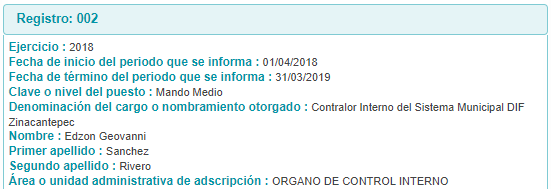 Registro: 002
Ejercicio : 2018
Fecha de inicio del periodo que se informa : 01/04/2018
Fecha de término del periodo que se informa : 31/03/2019
Clave o nivel del puesto : Mando Medio
Denominación del cargo o nombramiento otorgado : Contralor Interno del Sistema Municipal DIF
Zinacantepec
Nombre : Edzon Geovanni
Primer apellido : Sanchez
Segundo apellido : Rivero
Área o unidad administrativa de adscripción : ORGANO DE CONTROL INTERNO